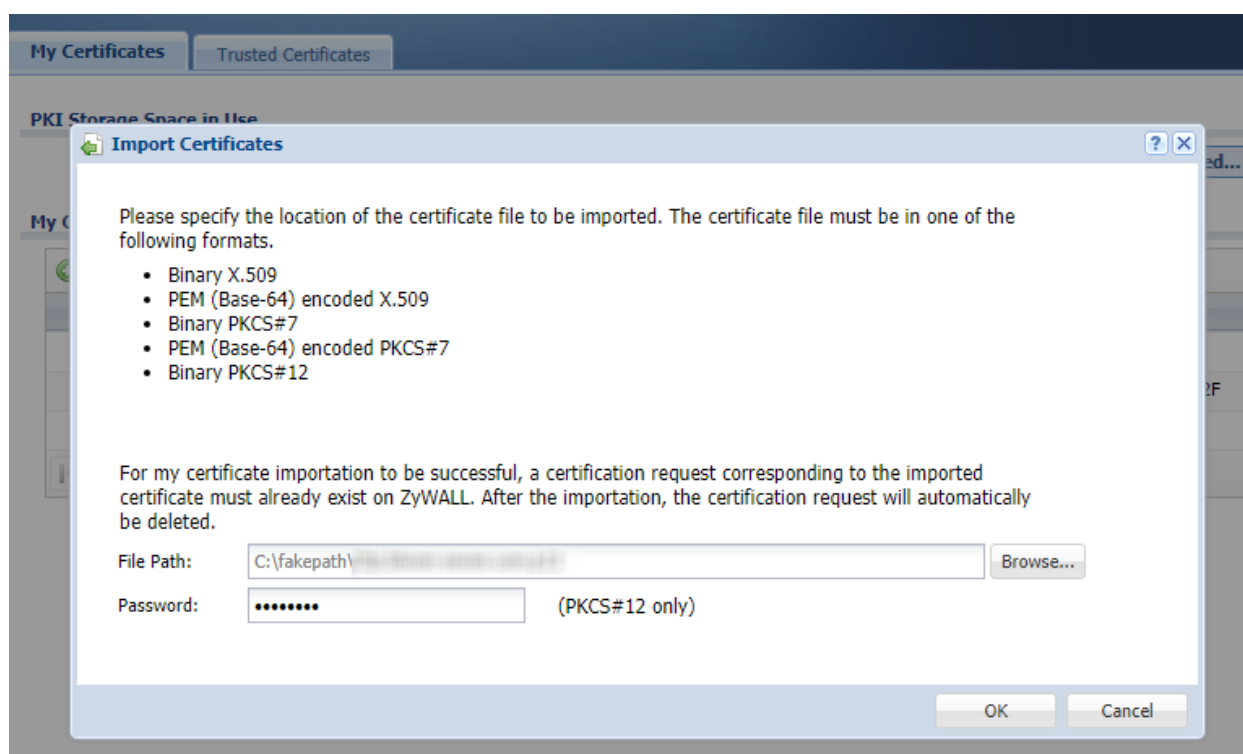 My Certificates
Trusted Certificates
PKI Storage Space in Use
Import Certificates
?
X
ed...
My C
Please specify the location of the certificate file to be imported. The certificate file must be in one of the
following formats.
• Binary X.509
• PEM (Base-64) encoded X.509
• Binary PKCS#7
• PEM (Base-64) encoded PKCS#7
• Binary PKCS#12
2F
For my certificate importation to be successful, a certification request corresponding to the imported
certificate must already exist on ZyWALL. After the importation, the certification request will automatically
be deleted.
File Path:
C:\fakepath\
Browse...
Password:
••••••••
(PKCS#12 only)
OK
Cancel